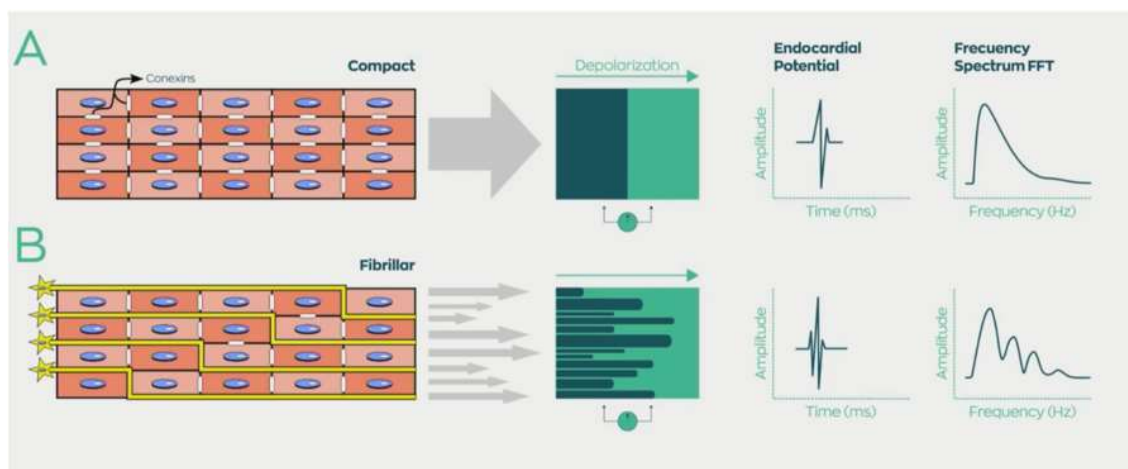 A
Compact
Conexins
Depolarization
Endocardial
Potential
Frecuency
Spectrum FFT
Amplitude
Time (ms)
Amplitude
Frequency (Hz)
B
Fibrillar
Amplitude
Time (ms)
Amplitude
Frequency (Hz)